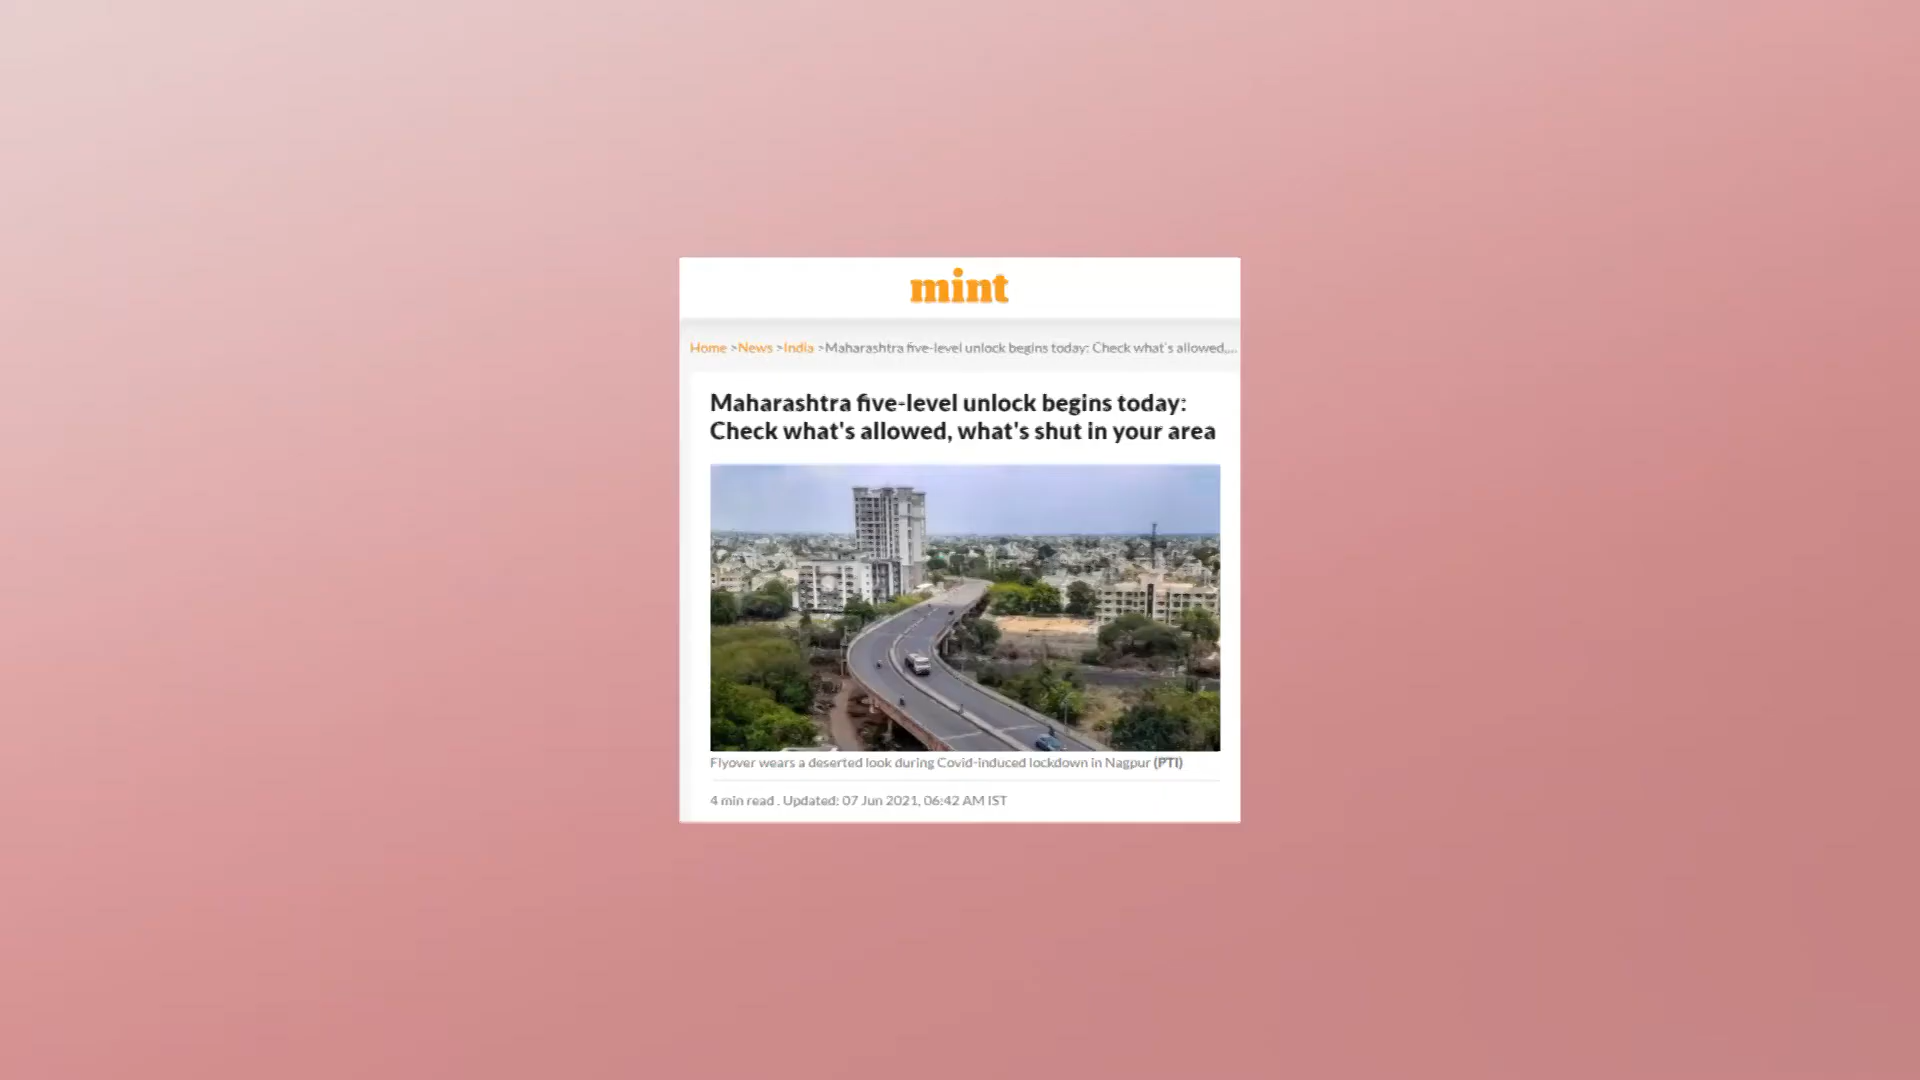 mint
Home >News >India >Maharashtra five-level unlock begins today: Check what's allowed,...
Maharashtra five-level unlock begins today:
Check what's allowed, what's shut in your area
Flyover wears a deserted look during Covid-induced lockdown in Nagpur (PTI)
4 min read . Updated: 07 Jun 2021, 06:42 AM IST